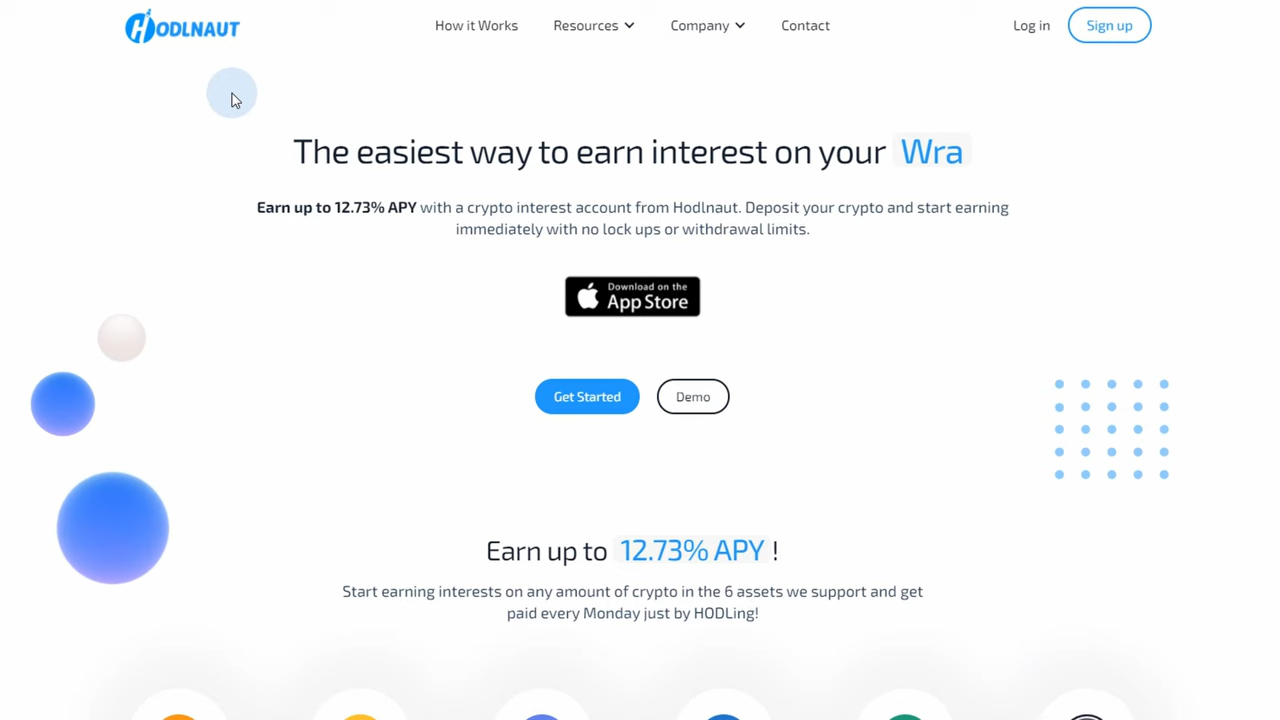 HODLNAUT
How it Works
Resources
Company
Contact
Log in
Sign up
The easiest way to earn interest on your Wra
Earn up to 12.73% APY with a crypto interest account from Hodlnaut. Deposit your crypto and start earning
immediately with no lock ups or withdrawal limits.
Download on the
App Store
Get Started
Demo
Earn up to 12.73% APY !
Start earning interests on any amount of crypto in the 6 assets we support and get
paid every Monday just by HODLing!